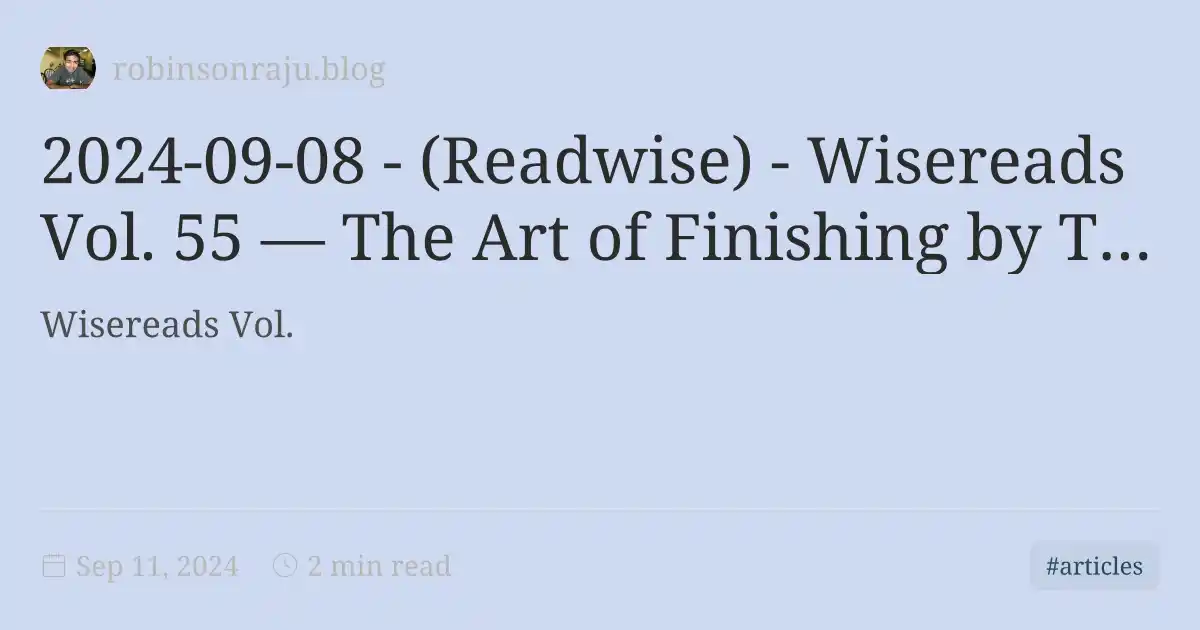 robinsonraju.blog
2024-09-08 - (Readwise) - Wisereads
Vol. 55 — The Art of Finishing by T...
Wisereads Vol.
Sep 11, 2024 2 min read #articles